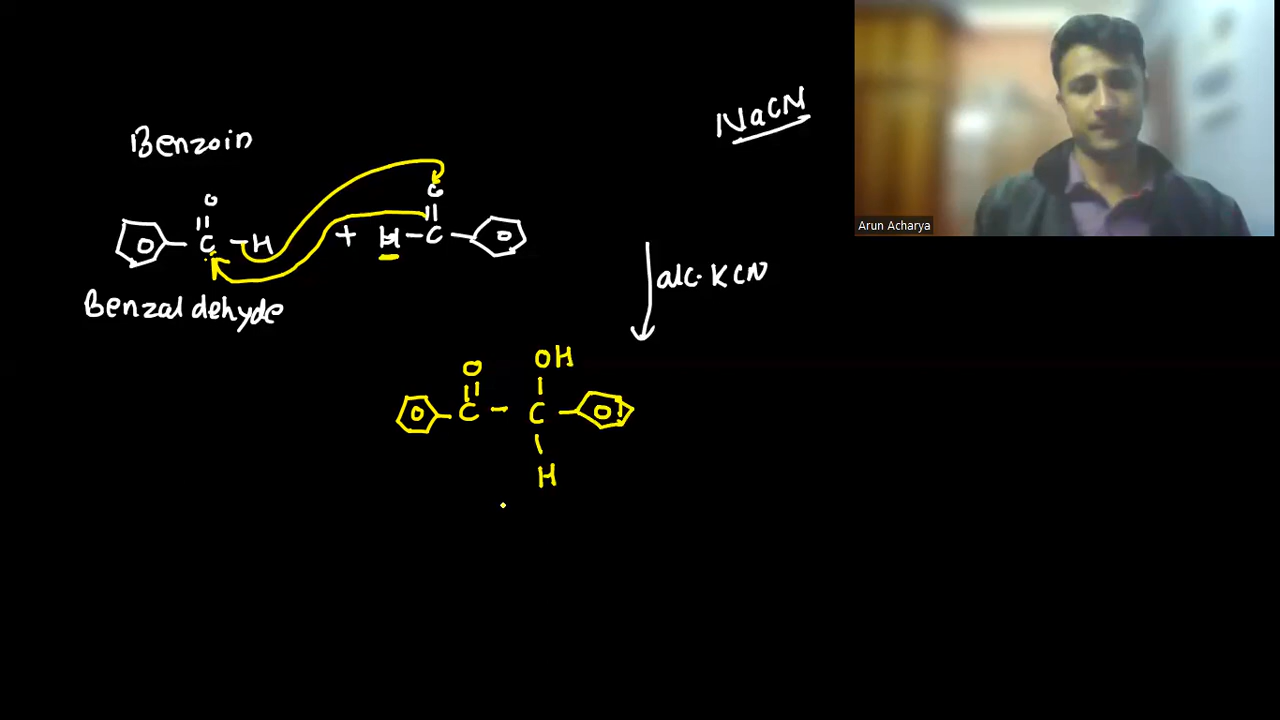 Benzoin
NaCN
O
O
C - H + H - C
Benzaldehyde
alc. KCN
O OH
C - C
H
Arun Acharya